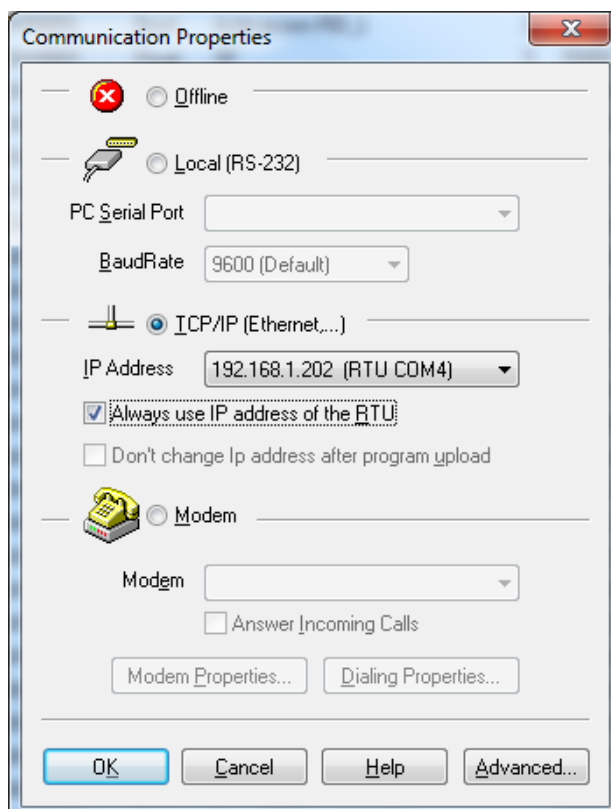 Communication Properties
Offline
Local (RS-232)
PC Serial Port
BaudRate 9600 (Default)
TCP/IP (Ethernet,...)
IP Address 192.168.1.202 (RTU COM4)
Always use IP address of the RTU
Don't change Ip address after program upload
Modem
Modem
Answer Incoming Calls
Modem Properties... Dialing Properties...
OK Cancel Help Advanced...